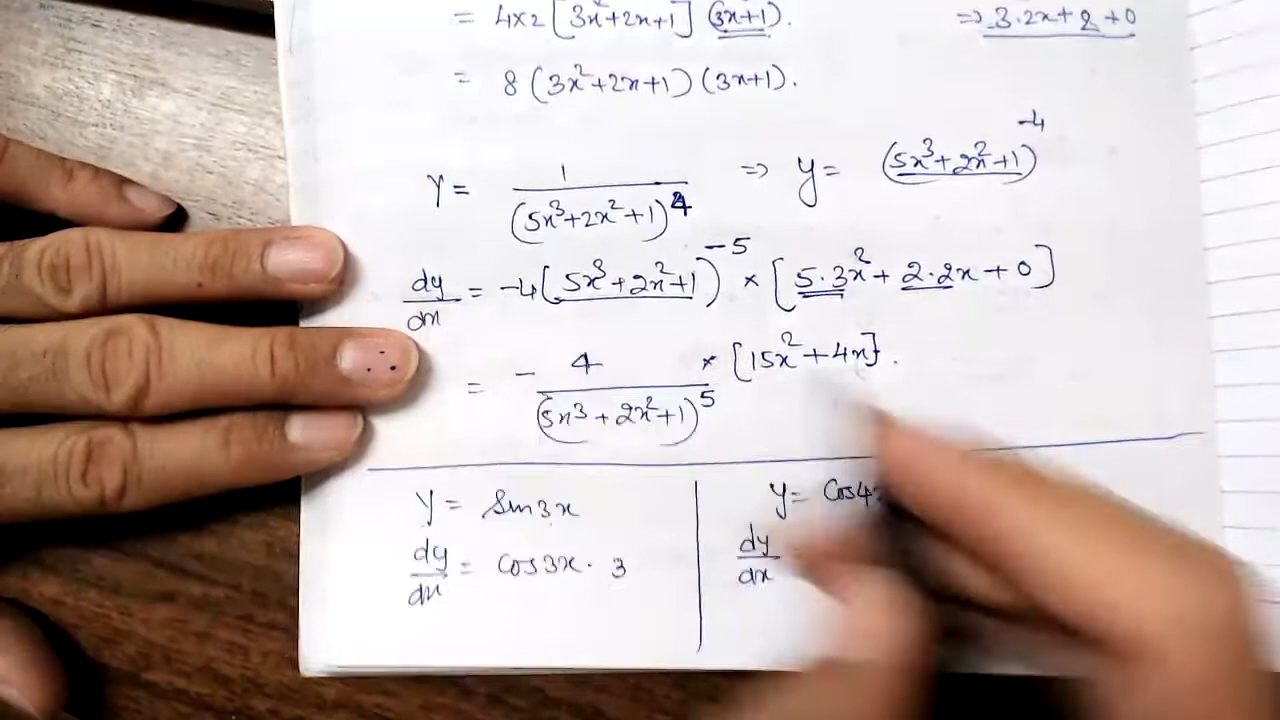 = 4×2 [3x²+2x+1] (3x+1). ⇒ 3·2x+2+0
= 8 (3x²+2x+1) (3x+1).
y = 1/(5x³+2x²+1)⁴ ⇒ y = (5x³+2x²+1)⁻⁴
dy/dx = -4(5x³+2x²+1)⁻⁵ × [5·3x²+2·2x+0]
= - 4/(5x³+2x²+1)⁵ × [15x²+4x].
y = Sin3x
dy/dx = cos3x · 3
y = Cos4
dy/dx